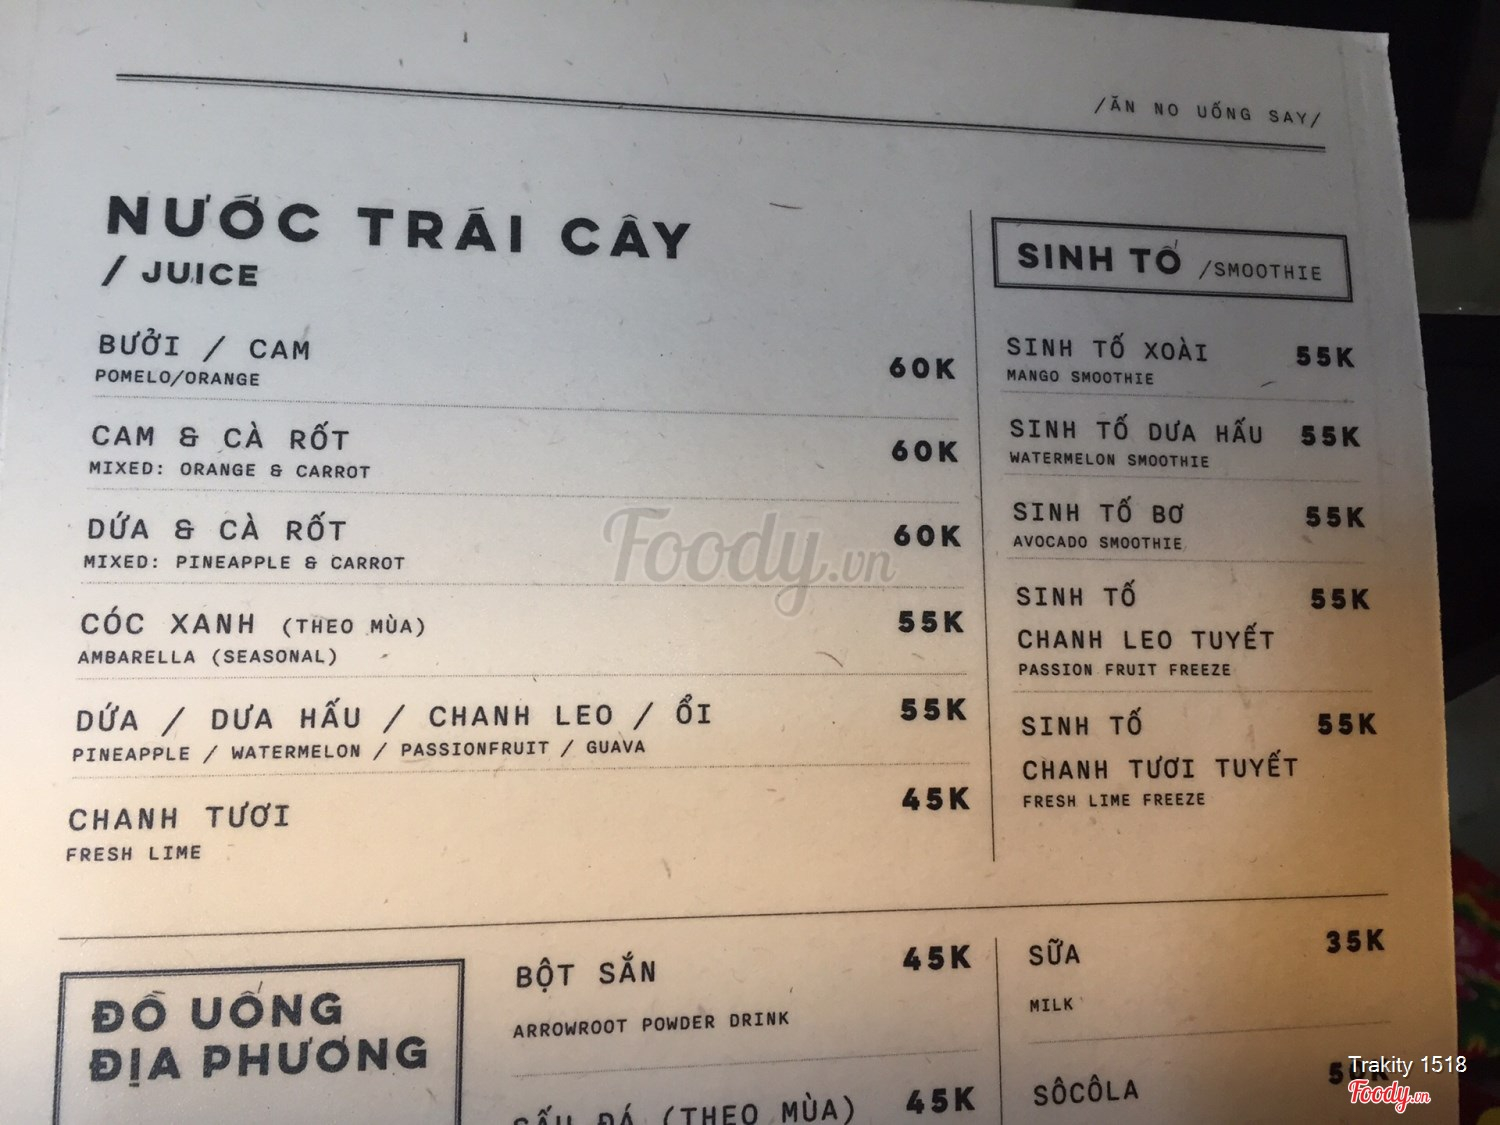 /ĂN NO UỐNG SAY/
NƯỚC TRÁI CÂY
/ JUICE
BƯỞI / CAM 60K
POMELO/ORANGE
CAM & CÀ RỐT 60K
MIXED: ORANGE & CARROT
DỨA & CÀ RỐT 60K
MIXED: PINEAPPLE & CARROT
CÓC XANH (THEO MÙA) 55K
AMBARELLA (SEASONAL)
DỨA / DƯA HẤU / CHANH LEO / ỔI 55K
PINEAPPLE / WATERMELON / PASSIONFRUIT / GUAVA
CHANH TƯƠI 45K
FRESH LIME
SINH TỐ /SMOOTHIE
SINH TỐ XOÀI 55K
MANGO SMOOTHIE
SINH TỐ DƯA HẤU 55K
WATERMELON SMOOTHIE
SINH TỐ BƠ 55K
AVOCADO SMOOTHIE
SINH TỐ 55K
CHANH LEO TUYẾT
PASSION FRUIT FREEZE
SINH TỐ 55K
CHANH TƯƠI TUYẾT
FRESH LIME FREEZE
ĐỒ UỐNG
ĐỊA PHƯƠNG
BỘT SẮN 45K
ARROWROOT POWDER DRINK
SẤU ĐÁ (THEO MÙA) 45K
SỮA 35K
MILK
SÔCÔLA 50K
Foody.vn
Trakity 1518
Foody.vn